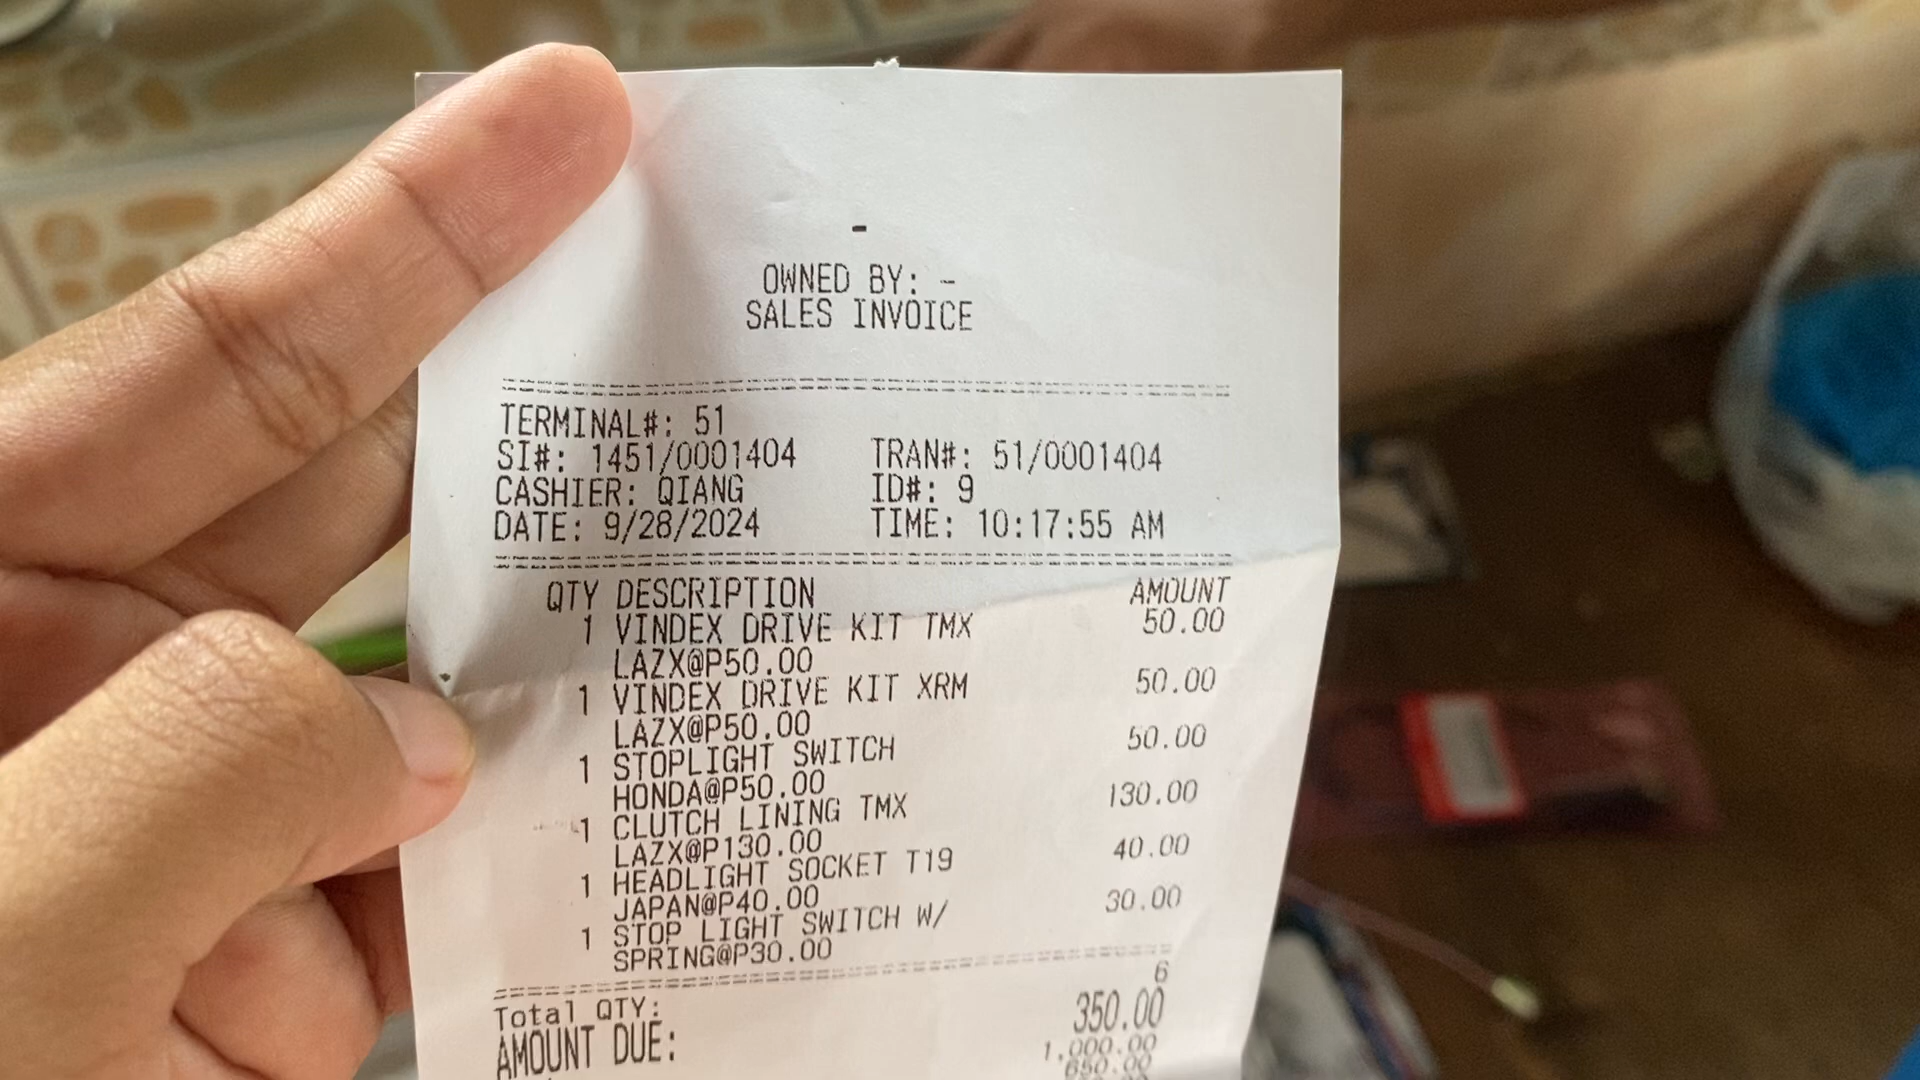 -
OWNED BY: -
SALES INVOICE
TERMINAL#: 51
SI#: 1451/0001404 TRAN#: 51/0001404
CASHIER: QIANG ID#: 9
DATE: 9/28/2024 TIME: 10:17:55 AM
QTY DESCRIPTION AMOUNT
1 VINDEX DRIVE KIT TMX 50.00
LAZX@P50.00
1 VINDEX DRIVE KIT XRM 50.00
LAZX@P50.00
1 STOPLIGHT SWITCH 50.00
HONDA@P50.00
1 CLUTCH LINING TMX 130.00
LAZX@P130.00
1 HEADLIGHT SOCKET T19 40.00
JAPAN@P40.00
1 STOP LIGHT SWITCH W/ 30.00
SPRING@P30.00
Total QTY: 6
AMOUNT DUE: 350.00
1,000.00
650.00